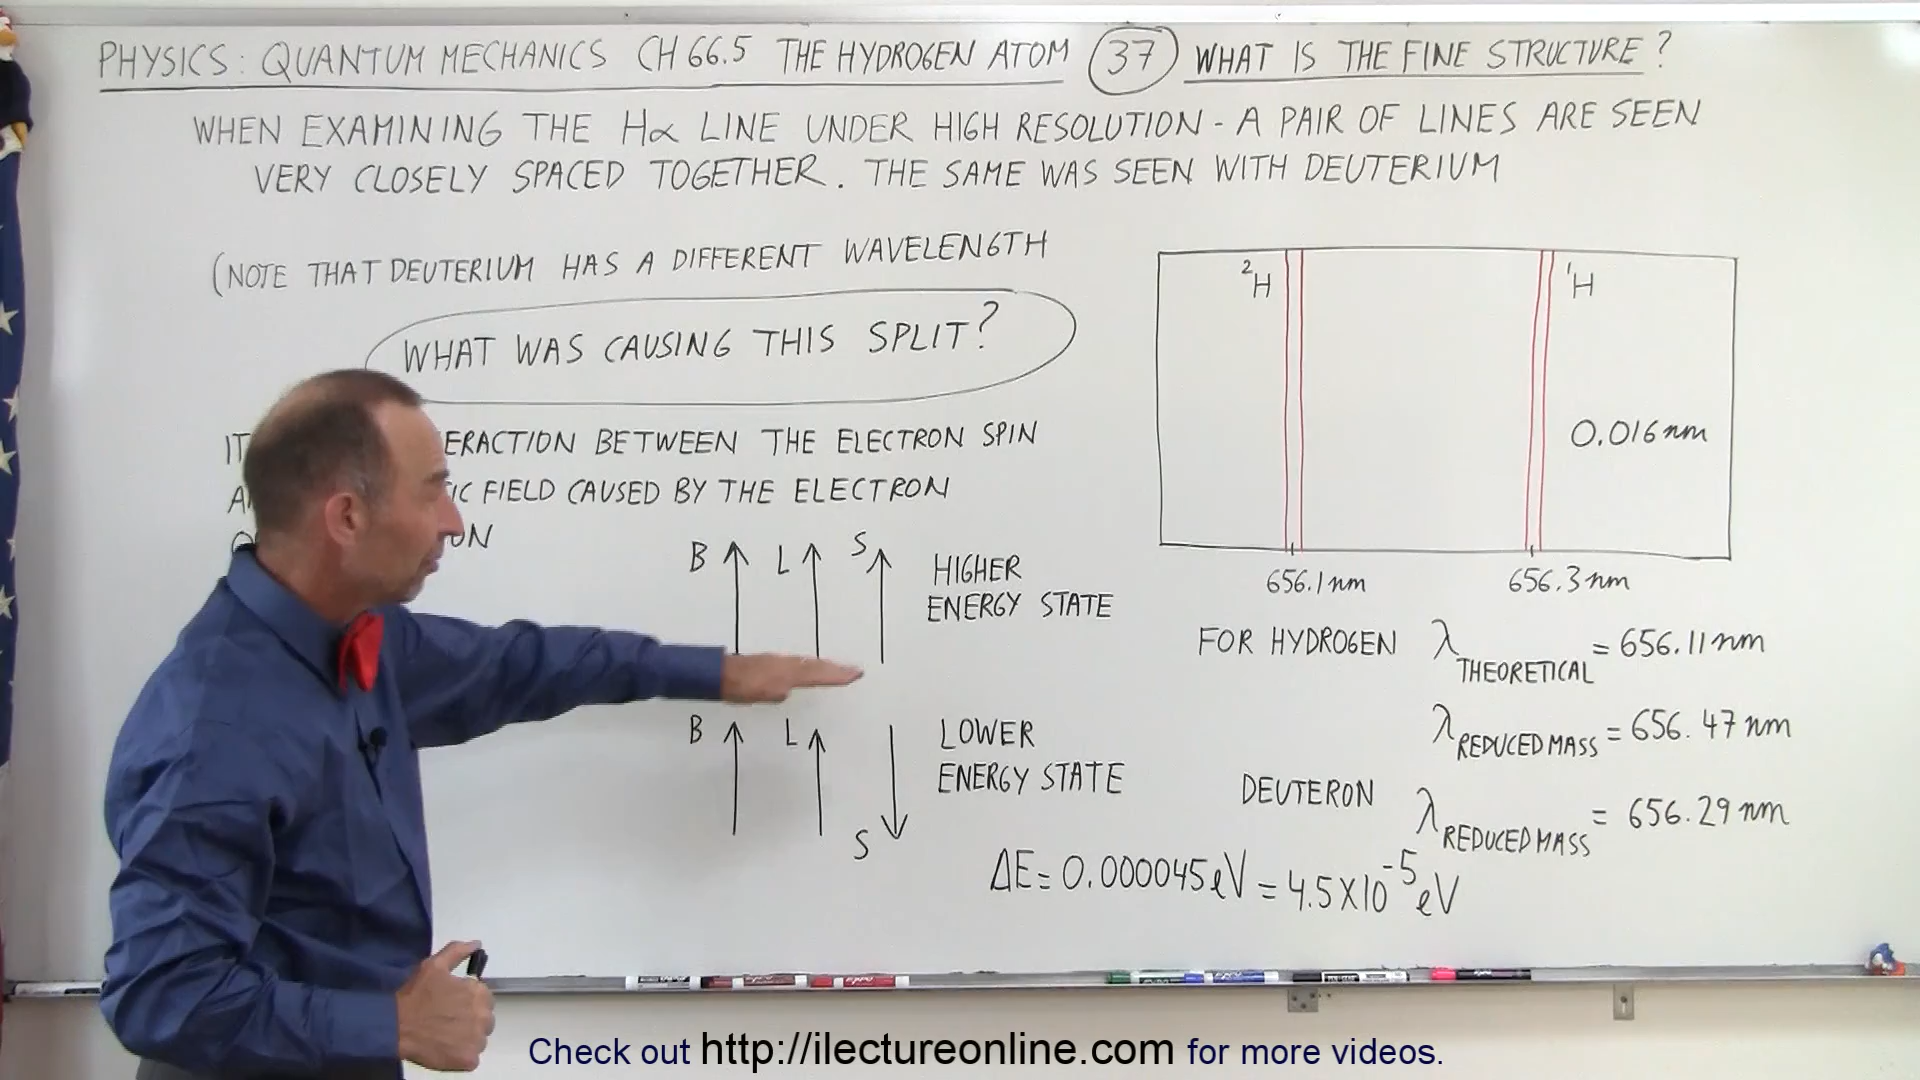 PHYSICS: QUANTUM MECHANICS CH 66.5 THE HYDROGEN ATOM 37 WHAT IS THE FINE STRUCTURE?
WHEN EXAMINING THE Hα LINE UNDER HIGH RESOLUTION - A PAIR OF LINES ARE SEEN
VERY CLOSELY SPACED TOGETHER. THE SAME WAS SEEN WITH DEUTERIUM
(NOTE THAT DEUTERIUM HAS A DIFFERENT WAVELENGTH
WHAT WAS CAUSING THIS SPLIT?
IT ERACTION BETWEEN THE ELECTRON SPIN
IC FIELD CAUSED BY THE ELECTRON
ON
B L S HIGHER
ENERGY STATE
B L LOWER
ENERGY STATE
S
²H ¹H
0.016 nm
656.1 nm 656.3 nm
FOR HYDROGEN λ THEORETICAL = 656.11 nm
λ REDUCED MASS = 656.47 nm
DEUTERON λ REDUCED MASS = 656.29 nm
ΔE = 0.000045 eV = 4.5 X 10⁻⁵ eV
Check out http://ilectureonline.com for more videos.